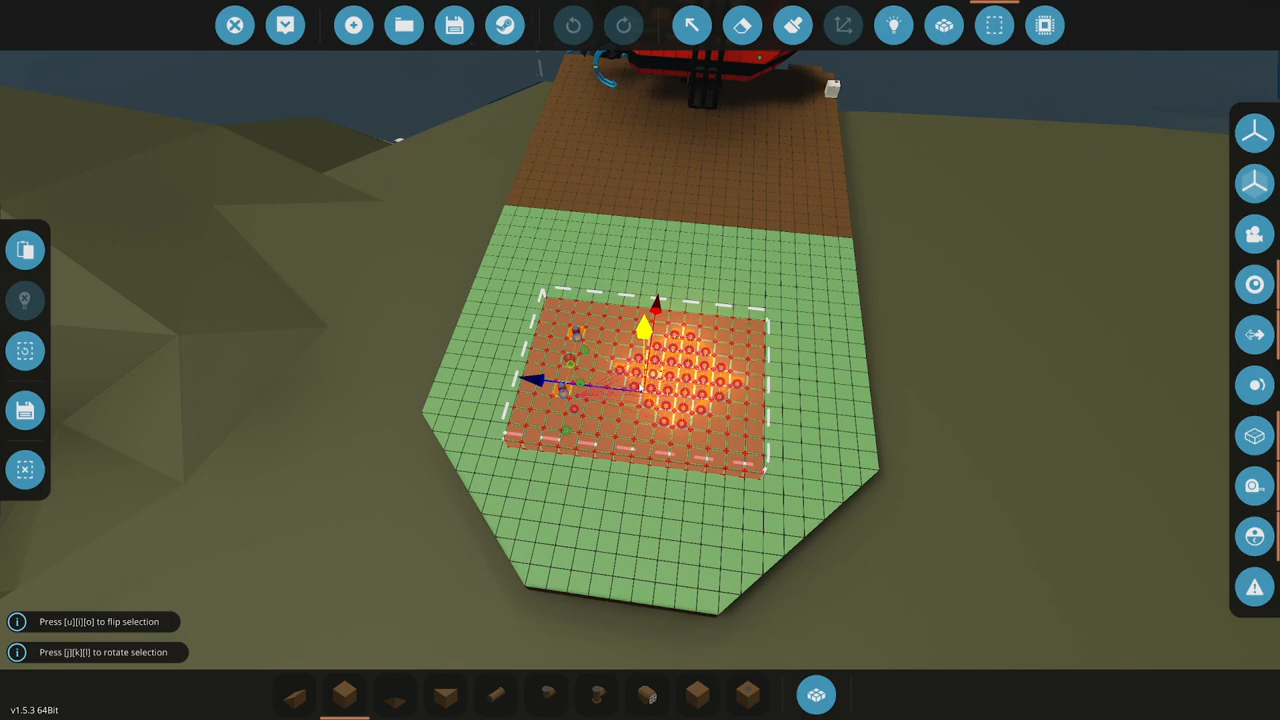 Press [u][i][o] to flip selection
Press [j][k][l] to rotate selection
v1.5.3 64Bit